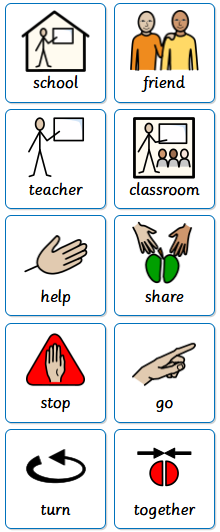 school
friend
teacher
classroom
help
share
stop
go
turn
together